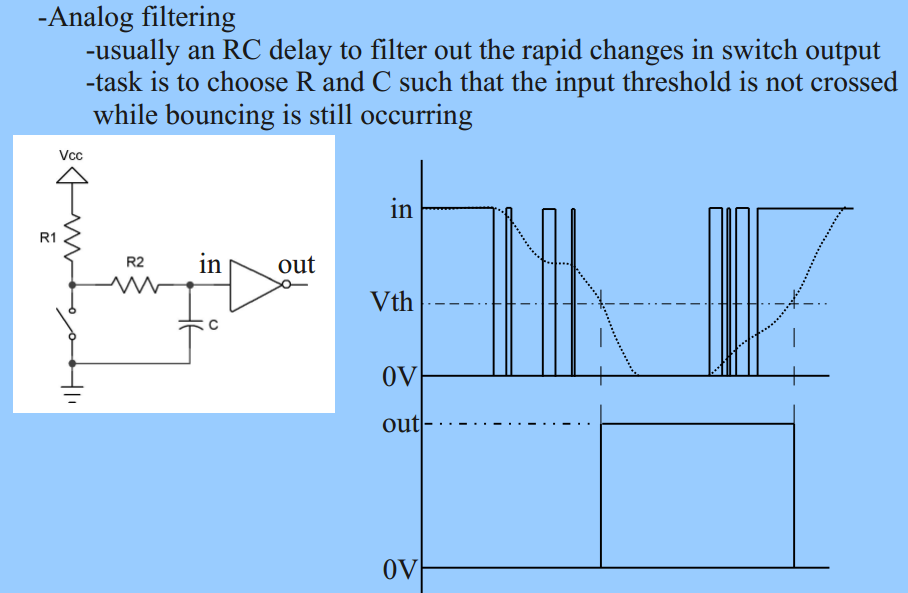 -Analog filtering
-usually an RC delay to filter out the rapid changes in switch output
-task is to choose R and C such that the input threshold is not crossed
while bouncing is still occurring
Vcc
R1
R2
in
out
C
in
Vth
0V
out
0V